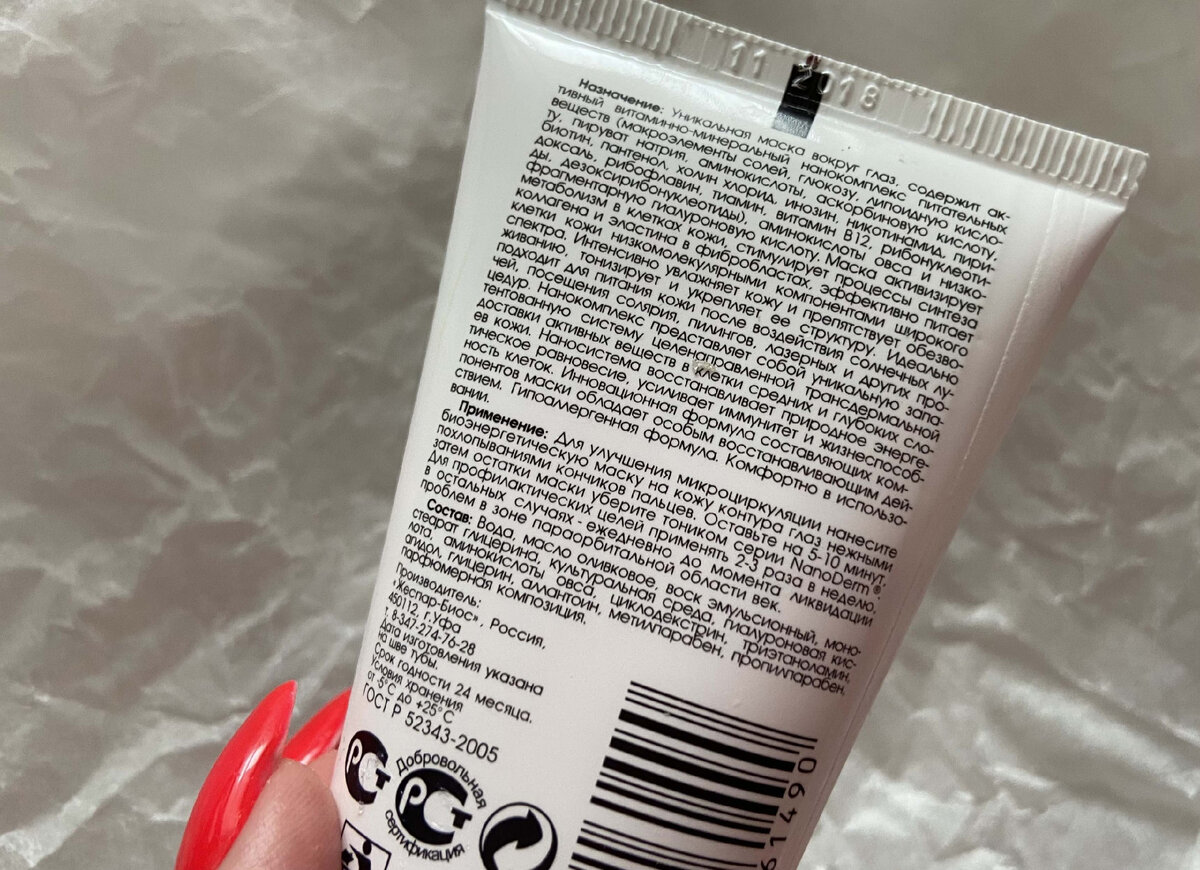 11 2018
Назначение: Уникальная маска вокруг глаз, содержит ак-
тивный витаминно-минеральный нанокомплекс питательных
веществ (макроэлементы солей, глюкозу, липоидную кисло-
ту, пируват натрия, аминокислоты, аскорбиновую кислоту,
биотин, пантенол, холин хлорид, инозин, никотинамид, пири-
доксаль, рибофлавин, тиамин, витамин В12, рибонуклеоти-
ды, дезоксирибонуклеотиды), аминокислоты овса и низко-
фрагментарную гиалуроновую кислоту. Маска активизирует
метаболизм в клетках кожи, стимулирует процессы синтеза
коллагена и эластина в фибробластах, эффективно питает
клетки кожи низкомолекулярными компонентами широкого
спектра. Интенсивно увлажняет кожу и препятствует обезво-
живанию, тонизирует и укрепляет ее структуру. Идеально
подходит для питания кожи после воздействия солнечных лу-
чей, посещения солярия, пилингов, лазерных и других про-
цедур. Нанокомплекс представляет собой уникальную запа-
тентованную систему целенаправленной трансдермальной
доставки активных веществ в клетки средних и глубоких сло-
ев кожи. Наносистема восстанавливает природное энерге-
тическое равновесие, усиливает иммунитет и жизнеспособ-
ность клеток. Инновационная формула составляющих ком-
понентов маски обладает особым восстанавливающим дей-
ствием. Гипоаллергенная формула. Комфортно в использо-
вании.
Применение: Для улучшения микроциркуляции нанесите
биоэнергетическую маску на кожу контура глаз нежными
похлопываниями кончиков пальцев. Оставьте на 5-10 минут,
затем остатки маски уберите тоником серии NanoDerm®.
Для профилактических целей применять 2-3 раза в неделю,
в остальных случаях - ежедневно до момента ликвидации
проблем в зоне параорбитальной области век.
Состав: Вода, масло оливковое, воск эмульсионный, моно-
стеарат глицерина, культуральная среда, гиалуроновая кис-
лота, аминокислоты овса, циклодекстрин, триэтаноламин,
алидол, глицерин, аллантоин, метилпарабен, пропилпарабен,
парфюмерная композиция.
Производитель:
«Жеспар-Биос», Россия,
450112, г.Уфа
т. 8-347-274-76-28
Дата изготовления указана
на шве тубы.
Срок годности 24 месяца.
Условия хранения
от 5°С до +25°С
ГОСТ Р 52343-2005
РСТ
Добровольная
РСТ
сертификация
61490